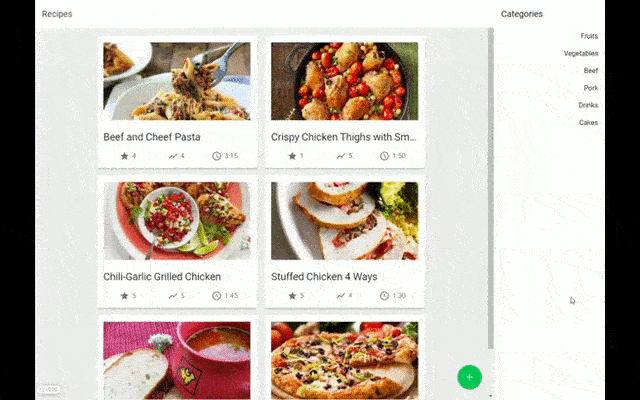 Recipes
Categories
Fruits
Vegetables
Beef
Pork
Drinks
Cakes
Beef and Cheef Pasta
4 4 3:15
Crispy Chicken Thighs with Sm...
1 5 1:50
Chili-Garlic Grilled Chicken
5 5 1:45
Stuffed Chicken 4 Ways
5 4 1:30